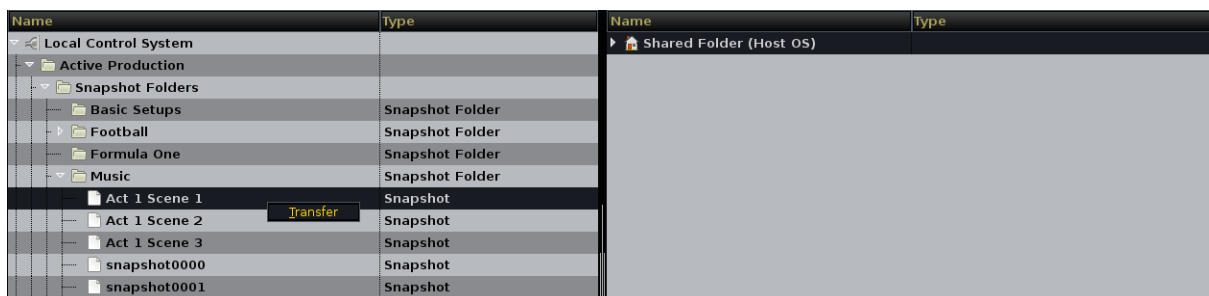 Name Type Name Type
Local Control System Shared Folder (Host OS)
Active Production
Snapshot Folders
Basic Setups Snapshot Folder
Football Snapshot Folder
Formula One Snapshot Folder
Music Snapshot Folder
Act 1 Scene 1 Snapshot
Transfer
Act 1 Scene 2 Snapshot
Act 1 Scene 3 Snapshot
snapshot0000 Snapshot
snapshot0001 Snapshot